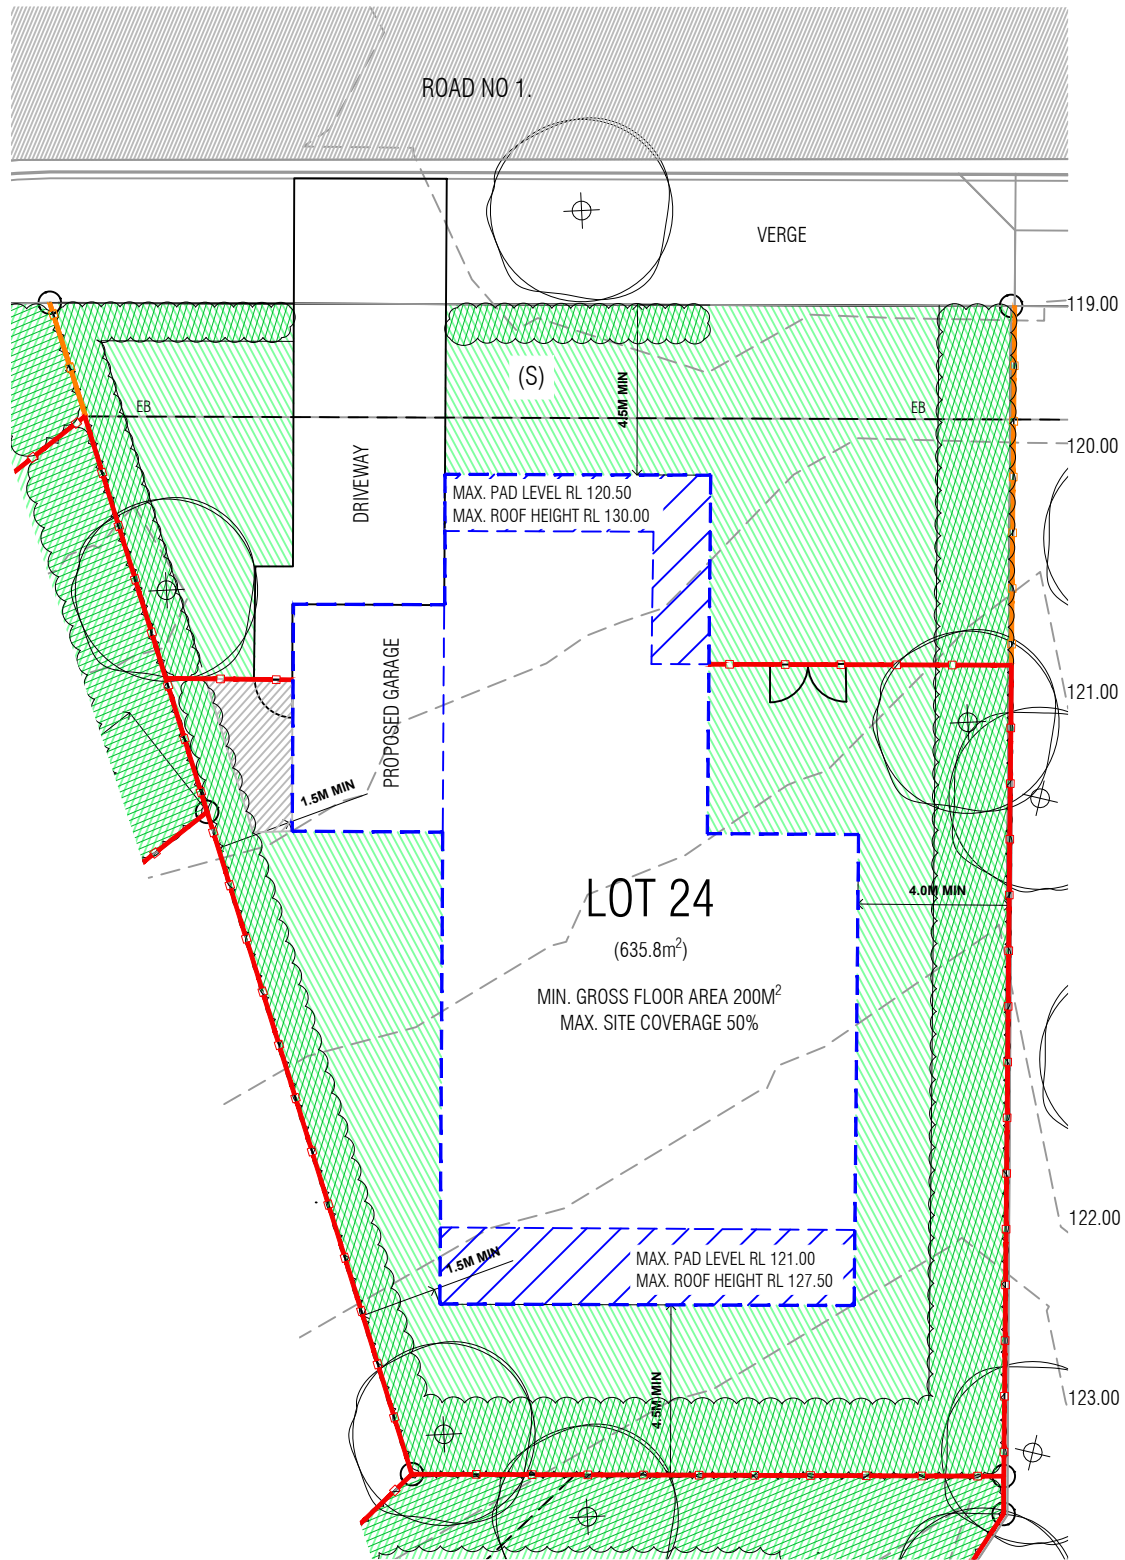 ROAD NO 1.
VERGE
119.00
(S)
4.5M MIN
EB
EB
120.00
DRIVEWAY
MAX. PAD LEVEL RL 120.50
MAX. ROOF HEIGHT RL 130.00
PROPOSED GARAGE
121.00
1.5M MIN
LOT 24
4.0M MIN
(635.8m²)
MIN. GROSS FLOOR AREA 200M²
MAX. SITE COVERAGE 50%
122.00
1.5M MIN
MAX. PAD LEVEL RL 121.00
MAX. ROOF HEIGHT RL 127.50
4.5M MIN
123.00